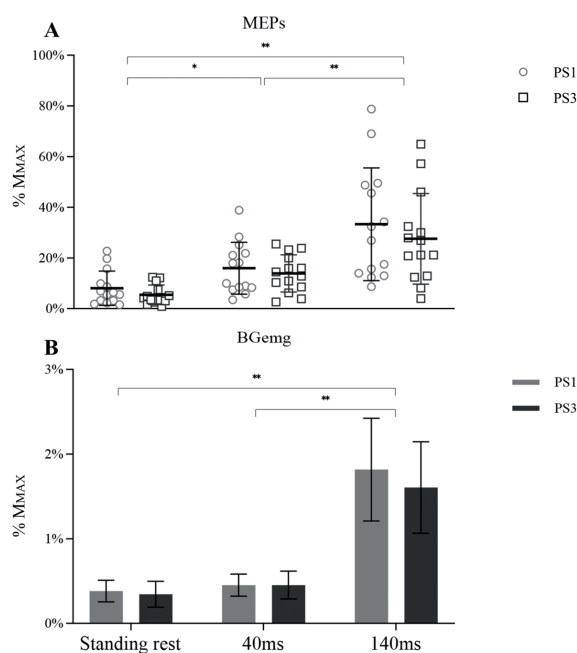 A
MEPs
100%
80%
60%
40%
20%
0%
% MMAX
**
*
**
PS1
PS3
B
BGemg
3%
2%
1%
0%
% MMAX
**
**
PS1
PS3
Standing rest
40ms
140ms